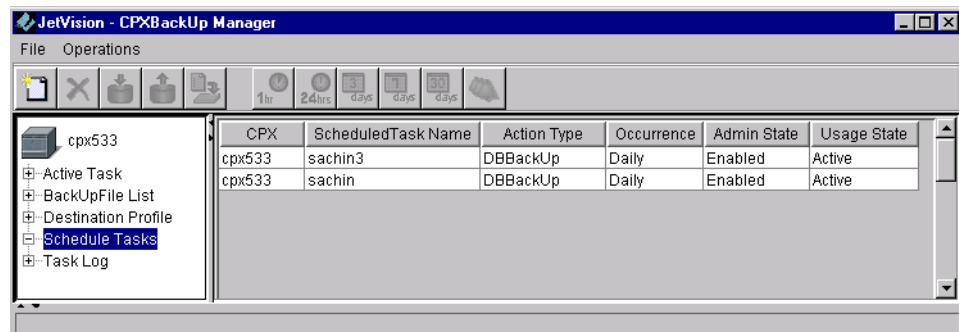 JetVision - CPXBackUp Manager
File Operations
1hr 24hrs 3 days 7 days 30 days
cpx533
Active Task
BackUpFile List
Destination Profile
Schedule Tasks
Task Log
CPX ScheduledTask Name Action Type Occurrence Admin State Usage State
cpx533 sachin3 DBBackUp Daily Enabled Active
cpx533 sachin DBBackUp Daily Enabled Active